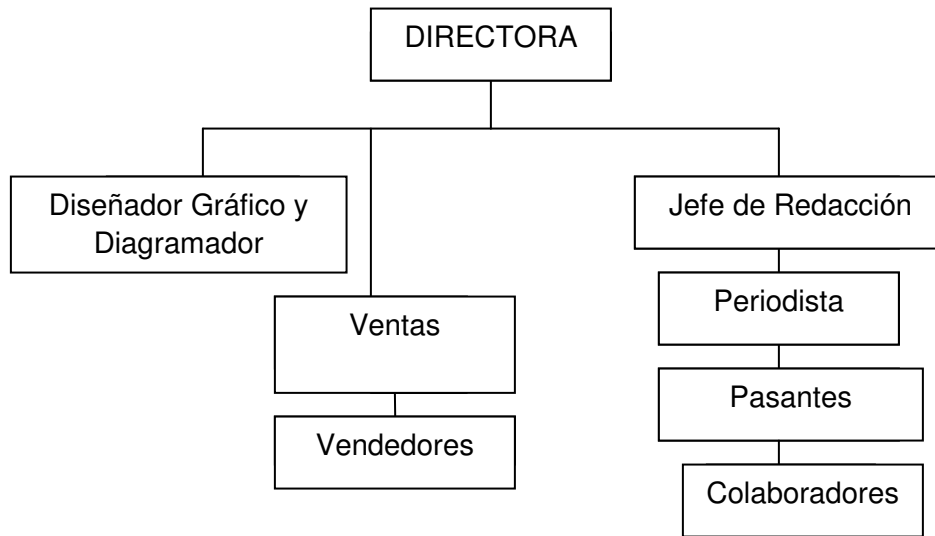 DIRECTORA
Diseñador Gráfico y
Diagramador
Jefe de Redacción
Ventas
Periodista
Pasantes
Vendedores
Colaboradores